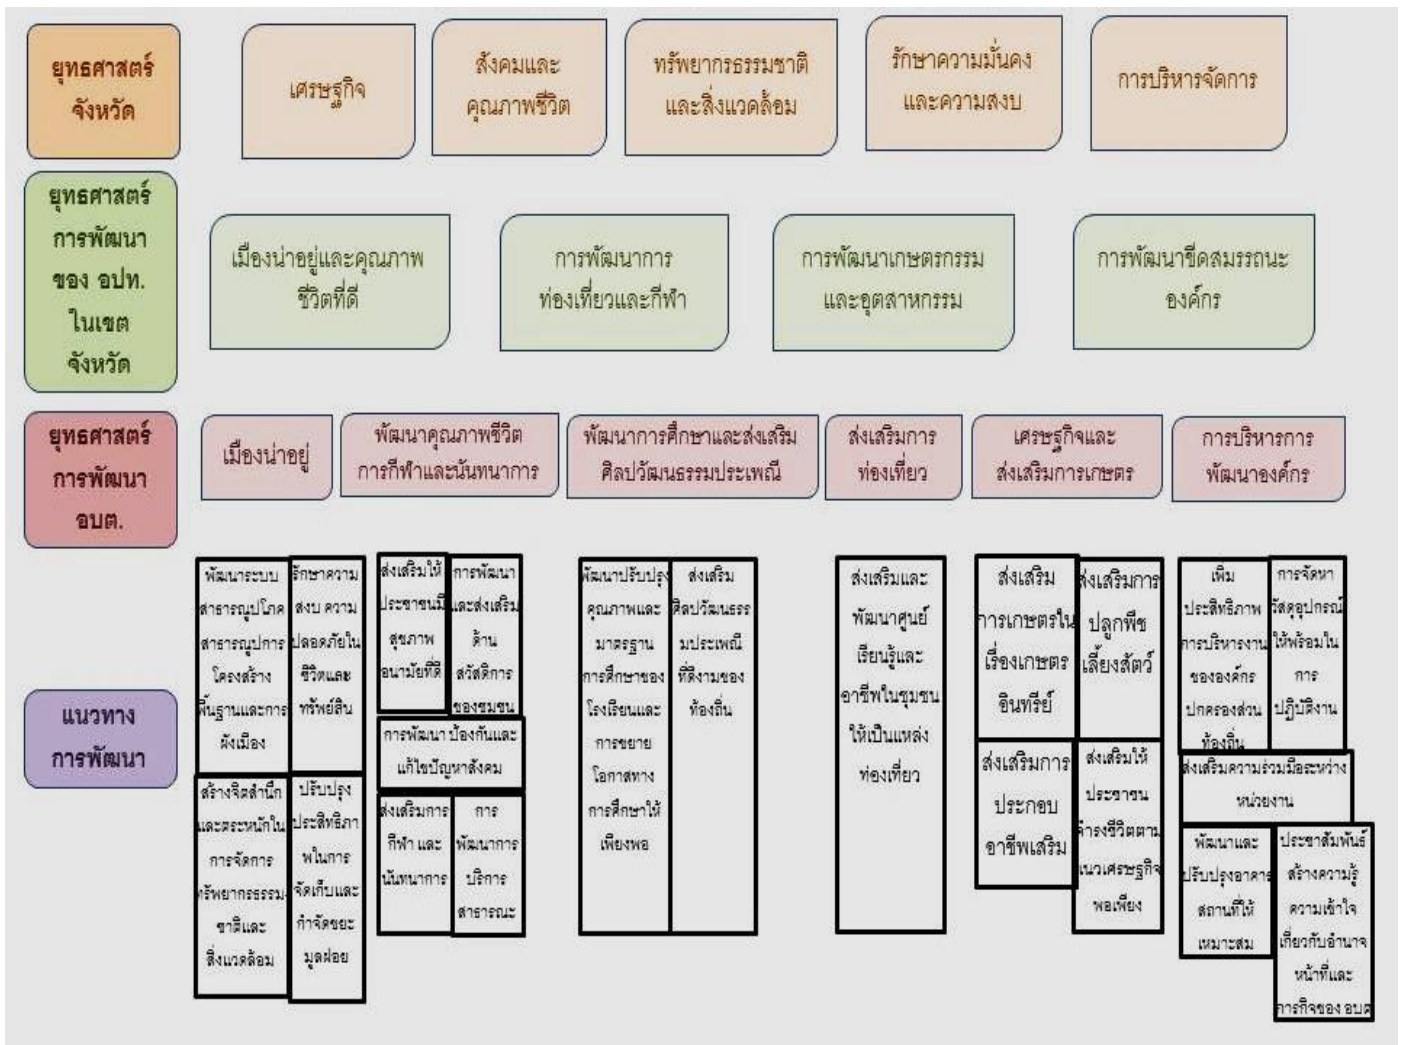 ยุทธศาสตร์
จังหวัด
เศรษฐกิจ
สังคมและ
คุณภาพชีวิต
ทรัพยากรธรรมชาติ
และสิ่งแวดล้อม
รักษาความมั่นคง
และความสงบ
การบริหารจัดการ
ยุทธศาสตร์
การพัฒนา
ของ อปท.
ในเขต
จังหวัด
เมืองน่าอยู่และคุณภาพ
ชีวิตที่ดี
การพัฒนาการ
ท่องเที่ยวและกีฬา
การพัฒนาเกษตรกรรม
และอุตสาหกรรม
การพัฒนาขีดสมรรถนะ
องค์กร
ยุทธศาสตร์
การพัฒนา
อบต.
เมืองน่าอยู่
พัฒนาคุณภาพชีวิต
การกีฬาและนันทนาการ
พัฒนาการศึกษาและส่งเสริม
ศิลปวัฒนธรรมประเพณี
ส่งเสริมการ
ท่องเที่ยว
เศรษฐกิจและ
ส่งเสริมการเกษตร
การบริหารการ
พัฒนาองค์กร
แนวทาง
การพัฒนา
พัฒนาระบบ
สาธารณูปโภค
สาธารณูปการ
โครงสร้าง
พื้นฐานและการ
ผังเมือง
รักษาความ
สงบ ความ
ปลอดภัยใน
ชีวิตและ
ทรัพย์สิน
สร้างจิตสำนึก
และตระหนักใน
การจัดการ
ทรัพยากรธรรม
ชาติและ
สิ่งแวดล้อม
ปรับปรุง
ประสิทธิภา
พในการ
จัดเก็บและ
กำจัดขยะ
มูลฝอย
ส่งเสริมให้
ประชาชนมี
สุขภาพ
อนามัยที่ดี
การพัฒนา
และส่งเสริม
ด้าน
สวัสดิการ
ของชุมชน
การพัฒนา ป้องกันและ
แก้ไขปัญหาสังคม
ส่งเสริมการ
กีฬา และ
นันทนาการ
การ
พัฒนาการ
บริการ
สาธารณะ
พัฒนาปรับปรุง
คุณภาพและ
มาตรฐาน
การศึกษาของ
โรงเรียนและ
การขยาย
โอกาสทาง
การศึกษาให้
เพียงพอ
ส่งเสริม
ศิลปวัฒนธรร
มประเพณี
ที่ดีงามของ
ท้องถิ่น
ส่งเสริมและ
พัฒนาศูนย์
เรียนรู้และ
อาชีพในชุมชน
ให้เป็นแหล่ง
ท่องเที่ยว
ส่งเสริม
การเกษตรใน
เรื่องเกษตร
อินทรีย์
ส่งเสริมการ
ปลูกพืช
เลี้ยงสัตว์
ส่งเสริมการ
ประกอบ
อาชีพเสริม
ส่งเสริมให้
ประชาชน
ดำรงชีวิตตาม
แนวเศรษฐกิจ
พอเพียง
เพิ่ม
ประสิทธิภาพ
การบริหารงาน
ขององค์กร
ปกครองส่วน
ท้องถิ่น
การจัดหา
วัสดุอุปกรณ์
ให้พร้อมใน
การ
ปฏิบัติงาน
ส่งเสริมความร่วมมือระหว่าง
หน่วยงาน
พัฒนาและ
ปรับปรุงอาคาร
สถานที่ให้
เหมาะสม
ประชาสัมพันธ์
สร้างความรู้
ความเข้าใจ
เกี่ยวกับอำนาจ
หน้าที่และ
ภารกิจของ อบต